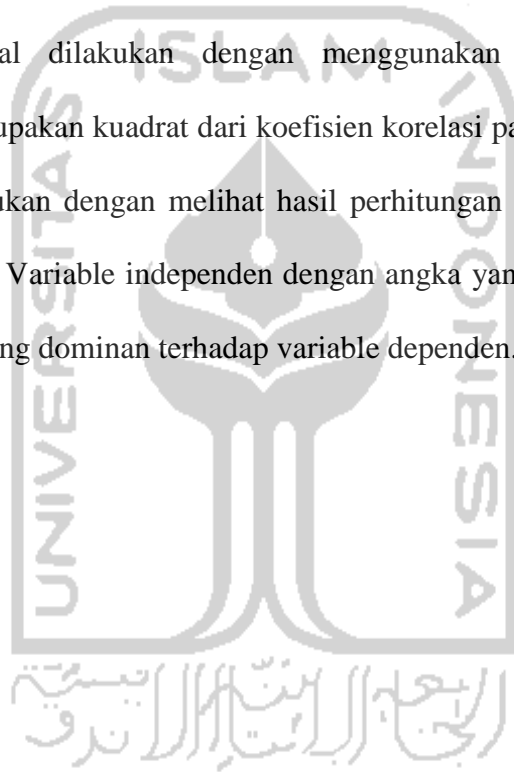 al dilakukan dengan menggunakan
upakan kuadrat dari koefisien korelasi pa
ukan dengan melihat hasil perhitungan
Variable independen dengan angka yan
ng dominan terhadap variable dependen.
ISLAM
UNIVERSITAS
INDONESIA